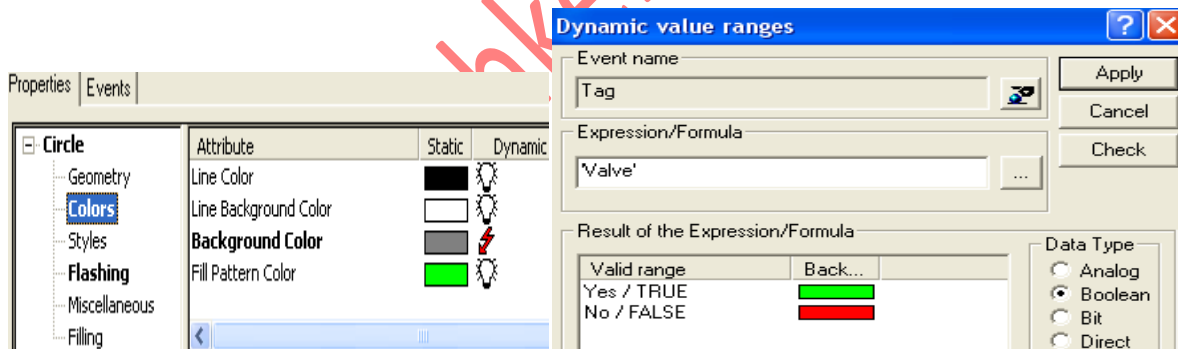 Properties Events
Circle
Geometry
Colors
Styles
Flashing
Miscellaneous
Filling
Attribute Static Dynamic
Line Color
Line Background Color
Background Color
Fill Pattern Color
Dynamic value ranges
Event name
Tag
Apply
Cancel
Check
Expression/Formula
'Valve'
...
Result of the Expression/Formula
Valid range Back...
Yes / TRUE
No / FALSE
Data Type
Analog
Boolean
Bit
Direct